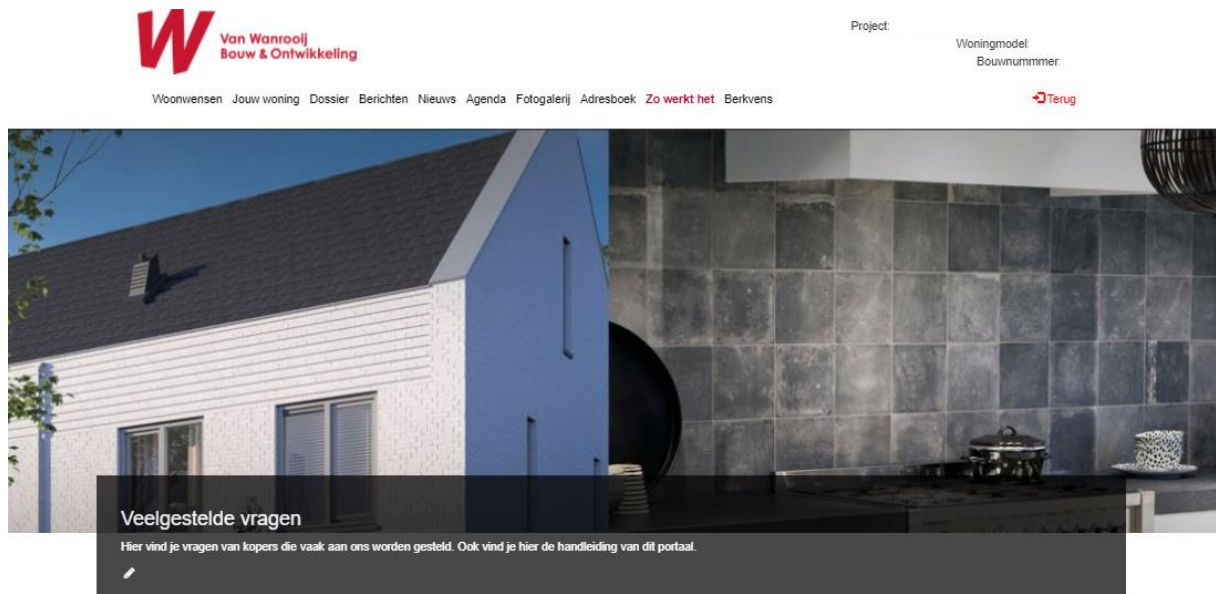 Van Wanrooij
Bouw & Ontwikkeling
Project:
Woningmodel:
Bouwnummmer:
Woonwensen Jouw woning Dossier Berichten Nieuws Agenda Fotogalerij Adresboek Zo werkt het Berkvens
Terug
Veelgestelde vragen
Hier vind je vragen van kopers die vaak aan ons worden gesteld. Ook vind je hier de handleiding van dit portaal.